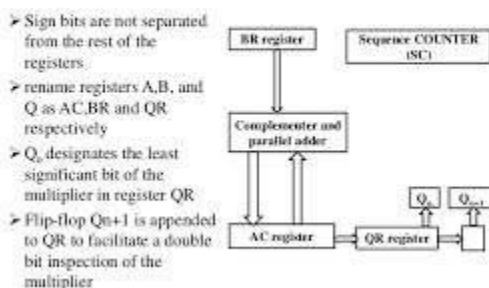 ➢ Sign bits are not separated
from the rest of the
registers
➢ rename registers A,B, and
Q as AC,BR and QR
respectively
➢ Qn designates the least
significant bit of the
multiplier in register QR
➢ Flip-flop Qn+1 is appended
to QR to facilitate a double
bit inspection of the
multiplier
BR register
Sequence COUNTER
(SC)
Complementer and
parallel adder
Qn
Qn+1
AC register
QR register